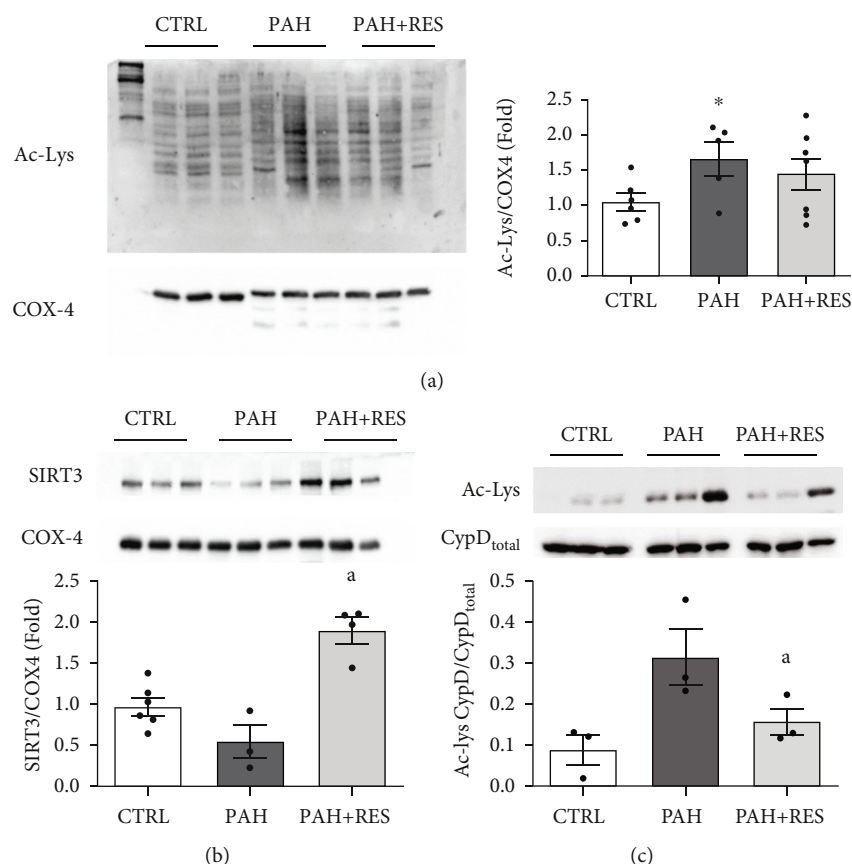 CTRL PAH PAH+RES
Ac-Lys
COX-4
Ac-Lys/COX4 (Fold)
2.5
2.0
1.5
1.0
0.5
0.0
*
CTRL PAH PAH+RES
(a)
CTRL PAH PAH+RES
SIRT3
COX-4
SIRT3/COX4 (Fold)
2.5
2.0
1.5
1.0
0.5
0.0
a
CTRL PAH PAH+RES
(b)
CTRL PAH PAH+RES
Ac-Lys
CypDtotal
Ac-lys CypD/CypDtotal
0.5
0.4
0.3
0.2
0.1
0.0
a
CTRL PAH PAH+RES
(c)